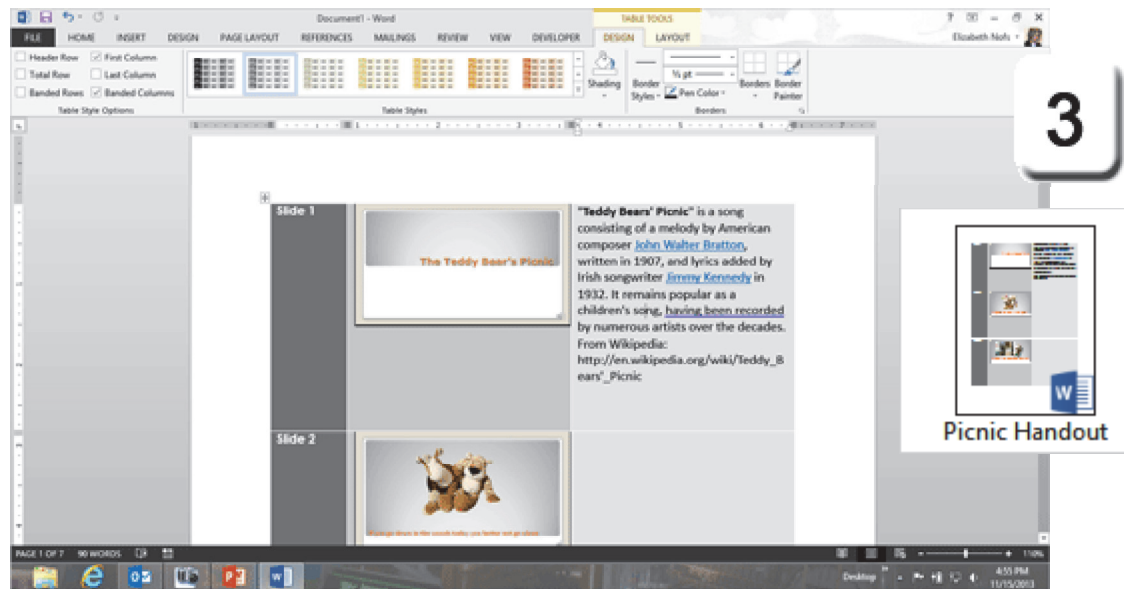 Document1 - Word
TABLE TOOLS
FILE HOME INSERT DESIGN PAGE LAYOUT REFERENCES MAILINGS REVIEW VIEW DEVELOPER DESIGN LAYOUT
Elizabeth Nofs
Header Row First Column
Total Row Last Column
Banded Rows Banded Columns
Table Style Options
Table Styles
Shading
Border Styles
½ pt
Pen Color
Borders
Border Painter
Borders
3
Slide 1
The Teddy Bear's Picnic
"Teddy Bears' Picnic" is a song
consisting of a melody by American
composer John Walter Bratton,
written in 1907, and lyrics added by
Irish songwriter Jimmy Kennedy in
1932. It remains popular as a
children's song, having been recorded
by numerous artists over the decades.
From Wikipedia:
http://en.wikipedia.org/wiki/Teddy_B
ears'_Picnic
Slide 2
Picnic Handout
PAGE 1 OF 7 90 WORDS
110%
Desktop
4:55 PM
11/15/2013